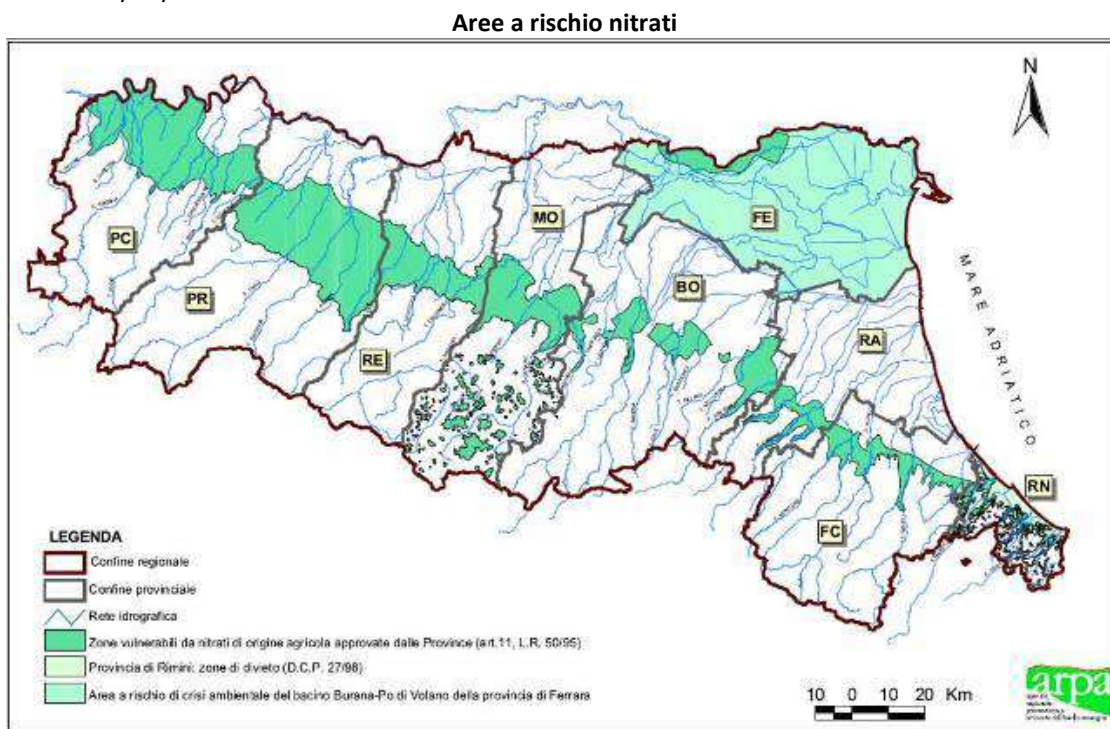 Aree a rischio nitrati
N
PC
PR
RE
MO
BO
FE
RA
FC
RN
MARE ADRIATICO
LEGENDA
Confine regionale
Confine provinciale
Rete idrografica
Zone vulnerabili da nitrati di origine agricola approvate dalle Province (art.11, L.R. 50/95)
Provincia di Rimini: zone di divieto (D.C.P. 27/98)
Area a rischio di crisi ambientale del bacino Burana-Po di Volano della provincia di Ferrara
10 0 10 20 Km
arpa